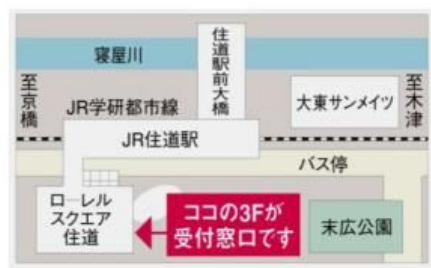 寝屋川
住道駅前大橋
至京橋
JR学研都市線
大東サンメイツ
至木津
JR住道駅
バス停
ローレル
スクエア
住道
ココの3Fが
受付窓口です
末広公園